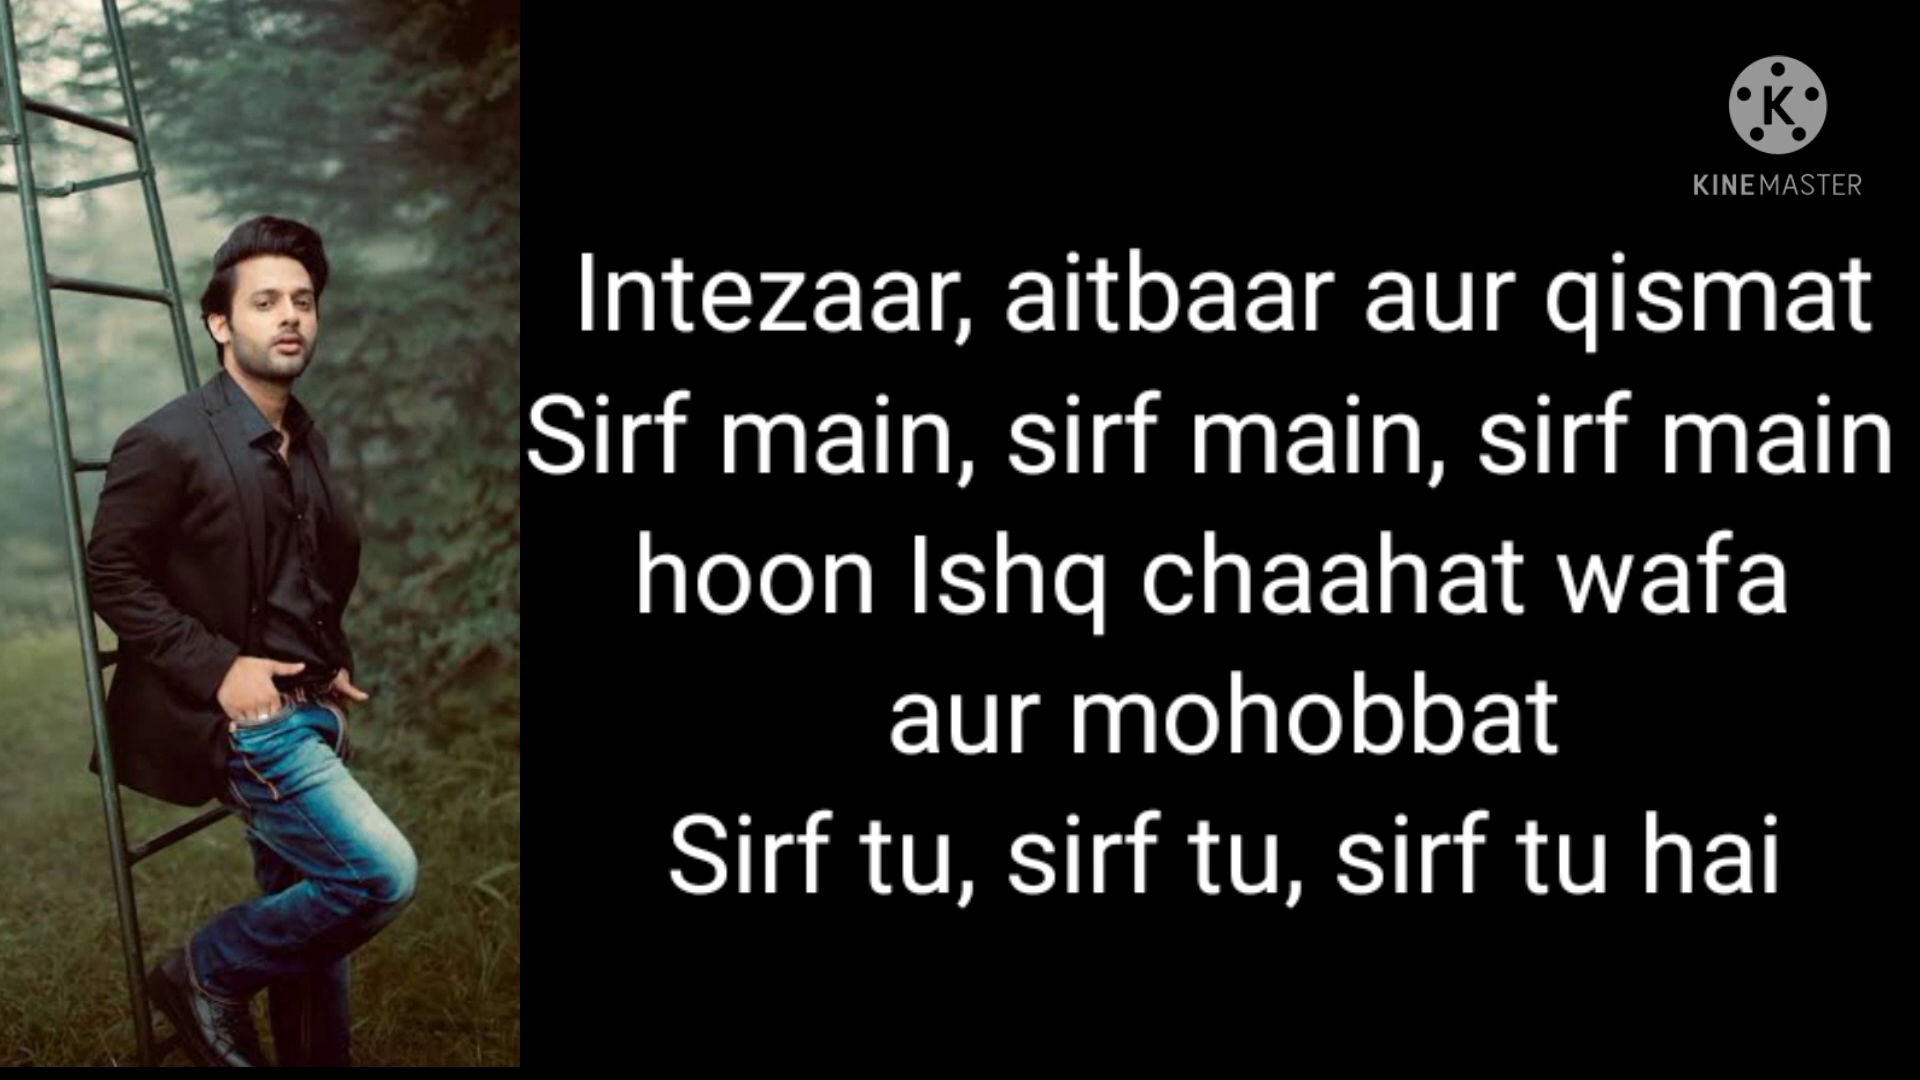 KINEMASTER
Intezaar, aitbaar aur qismat
Sirf main, sirf main, sirf main
hoon Ishq chaahat wafa
aur mohobbat
Sirf tu, sirf tu, sirf tu hai